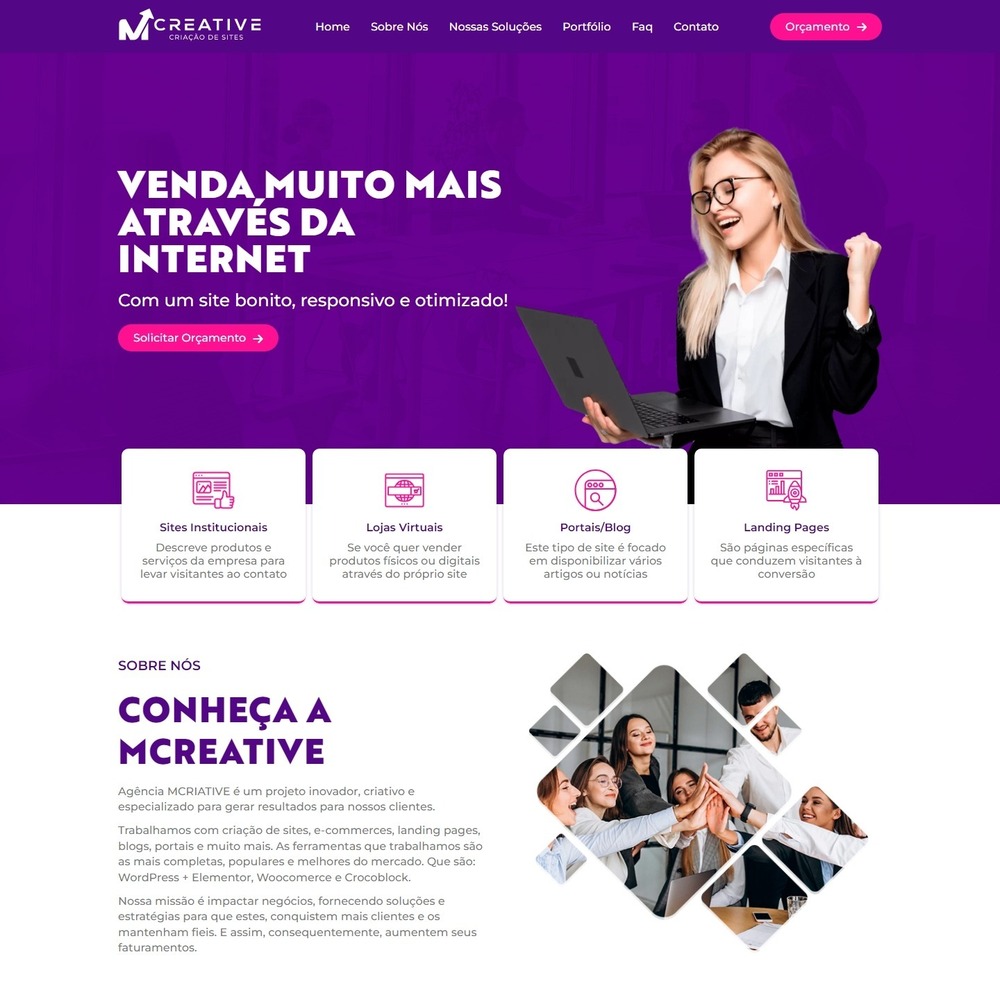 MCREATIVE
CRIAÇÃO DE SITES
Home
Sobre Nós
Nossas Soluções
Portfólio
Faq
Contato
Orçamento
VENDA MUITO MAIS
ATRAVÉS DA
INTERNET
Com um site bonito, responsivo e otimizado!
Solicitar Orçamento
Sites Institucionais
Descreve produtos e
serviços da empresa para
levar visitantes ao contato
Lojas Virtuais
Se você quer vender
produtos físicos ou digitais
através do próprio site
Portais/Blog
Este tipo de site é focado
em disponibilizar vários
artigos ou notícias
Landing Pages
São páginas específicas
que conduzem visitantes à
conversão
SOBRE NÓS
CONHEÇA A
MCREATIVE
Agência MCRIATIVE é um projeto inovador, criativo e
especializado para gerar resultados para nossos clientes.
Trabalhamos com criação de sites, e-commerces, landing pages,
blogs, portais e muito mais. As ferramentas que trabalhamos são
as mais completas, populares e melhores do mercado. Que são:
WordPress + Elementor, Woocomerce e Crocoblock.
Nossa missão é impactar negócios, fornecendo soluções e
estratégias para que estes, conquistem mais clientes e os
mantenham fieis. E assim, consequentemente, aumentem seus
faturamentos.